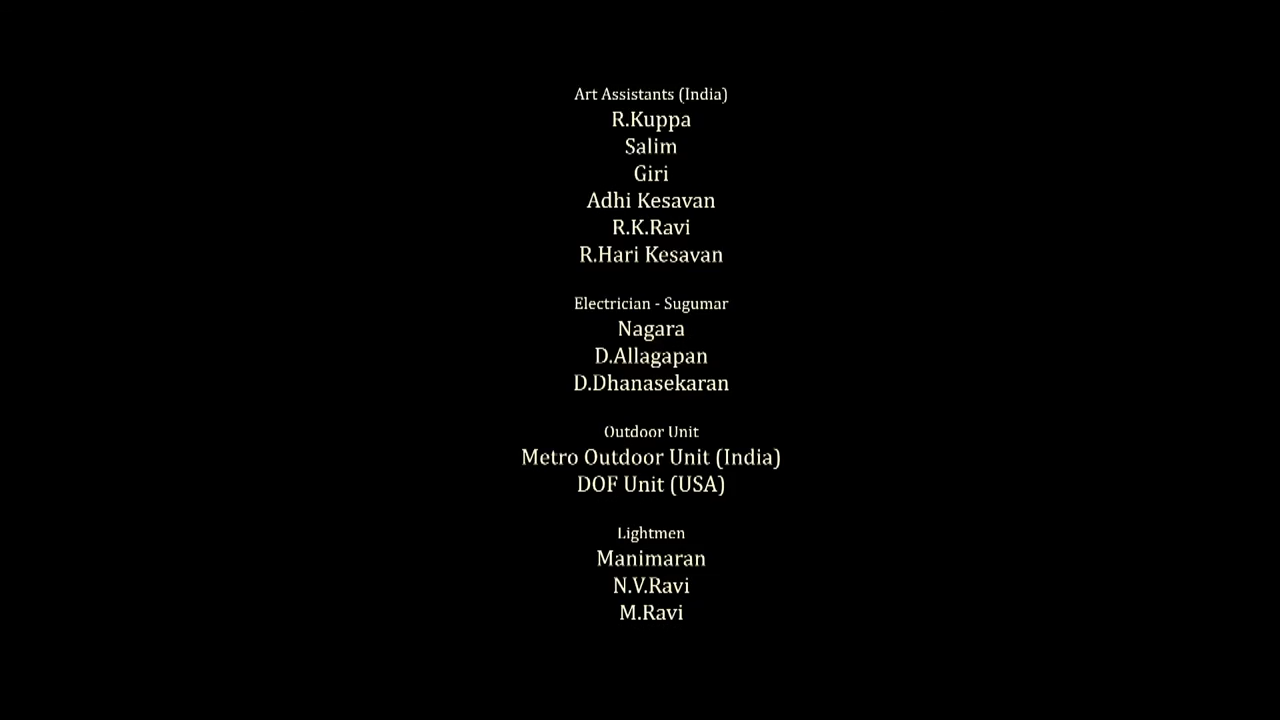 Art Assistants (India)
R.Kuppa
Salim
Giri
Adhi Kesavan
R.K.Ravi
R.Hari Kesavan
Electrician - Sugumar
Nagara
D.Allagapan
D.Dhanasekaran
Outdoor Unit
Metro Outdoor Unit (India)
DOF Unit (USA)
Lightmen
Manimaran
N.V.Ravi
M.Ravi